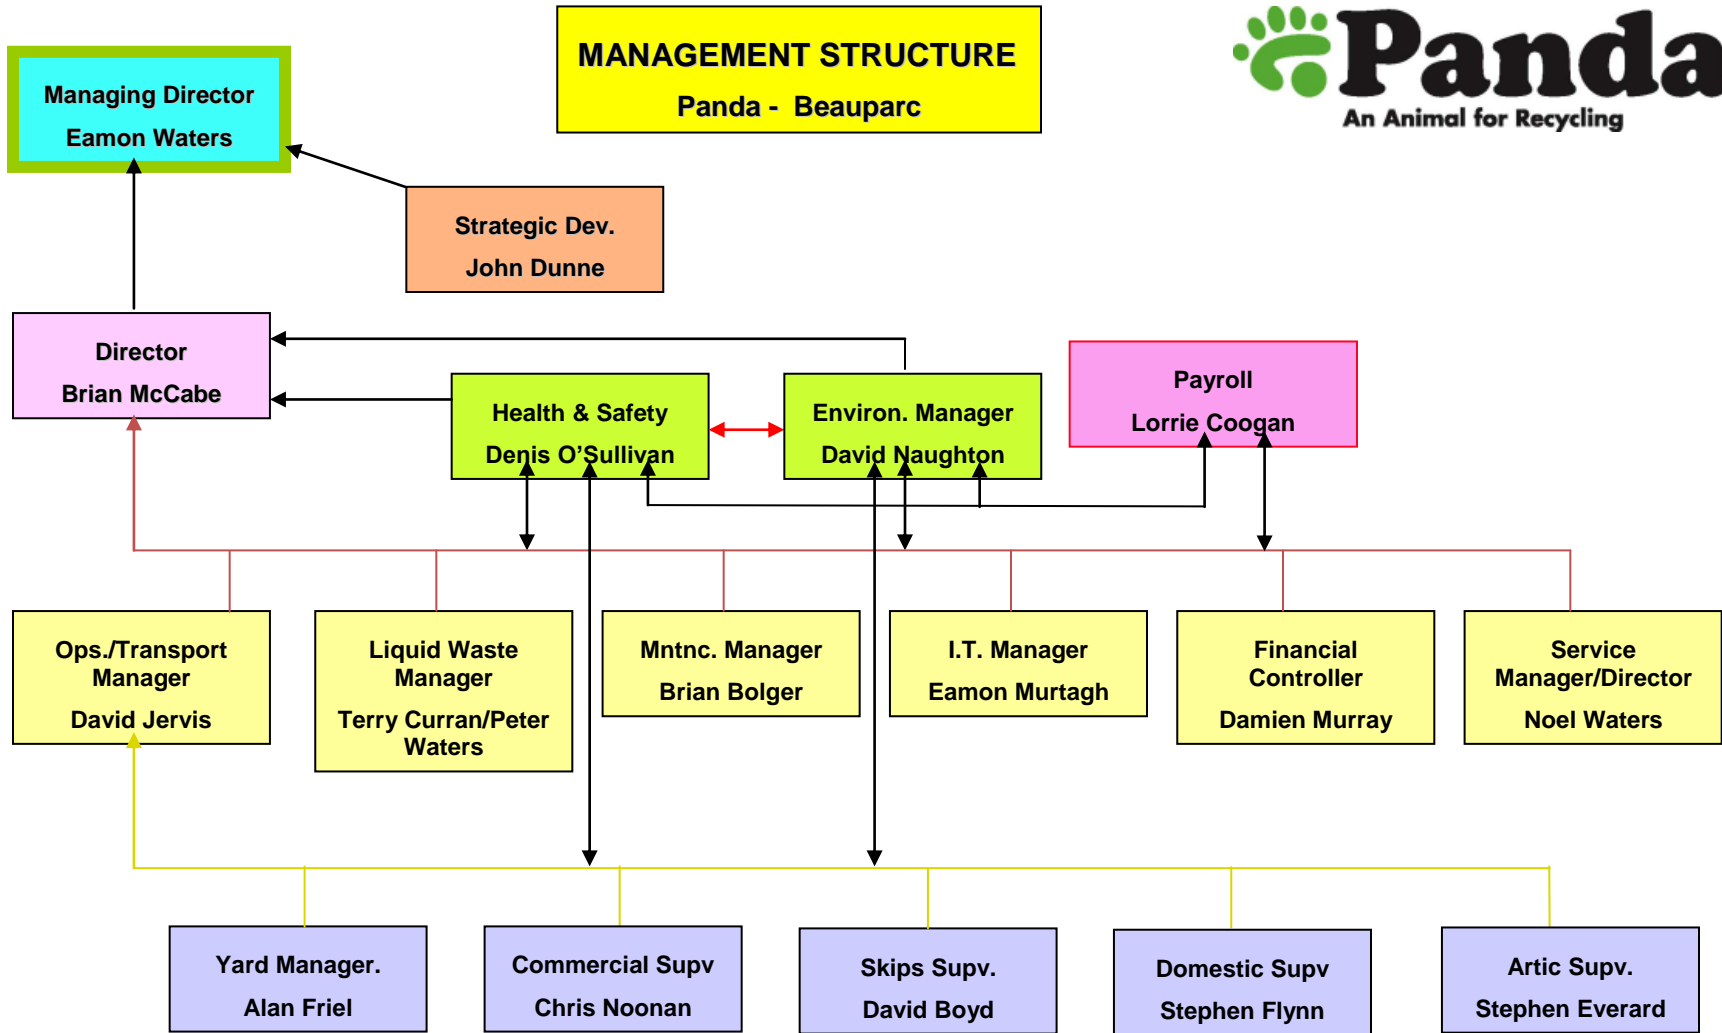 MANAGEMENT STRUCTURE
Panda - Beauparc
Panda
An Animal for Recycling
Managing Director
Eamon Waters
Strategic Dev.
John Dunne
Director
Brian McCabe
Health & Safety
Denis O’Sullivan
Environ. Manager
David Naughton
Payroll
Lorrie Coogan
Ops./Transport
Manager
David Jervis
Liquid Waste
Manager
Terry Curran/Peter
Waters
Mntnc. Manager
Brian Bolger
I.T. Manager
Eamon Murtagh
Financial
Controller
Damien Murray
Service
Manager/Director
Noel Waters
Yard Manager.
Alan Friel
Commercial Supv
Chris Noonan
Skips Supv.
David Boyd
Domestic Supv
Stephen Flynn
Artic Supv.
Stephen Everard